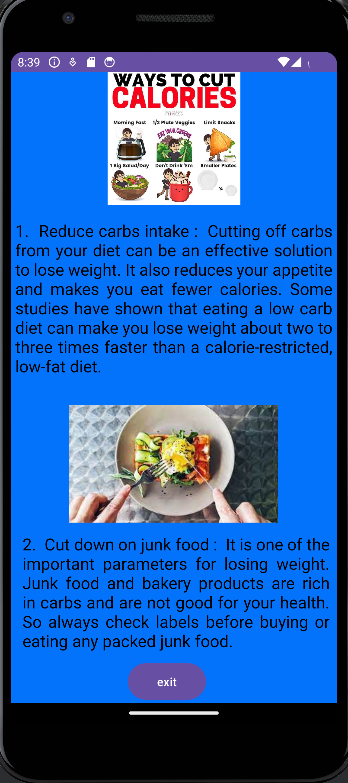 8:39
WAYS TO CUT
CALORIES
Morning Fast 1/2 Plate Veggies Limit Snacks
1 Big Salad/Day Don't Drink 'Em Smaller Plates
1. Reduce carbs intake : Cutting off carbs
from your diet can be an effective solution
to lose weight. It also reduces your appetite
and makes you eat fewer calories. Some
studies have shown that eating a low carb
diet can make you lose weight about two to
three times faster than a calorie-restricted,
low-fat diet.
2. Cut down on junk food : It is one of the
important parameters for losing weight.
Junk food and bakery products are rich
in carbs and are not good for your health.
So always check labels before buying or
eating any packed junk food.
exit